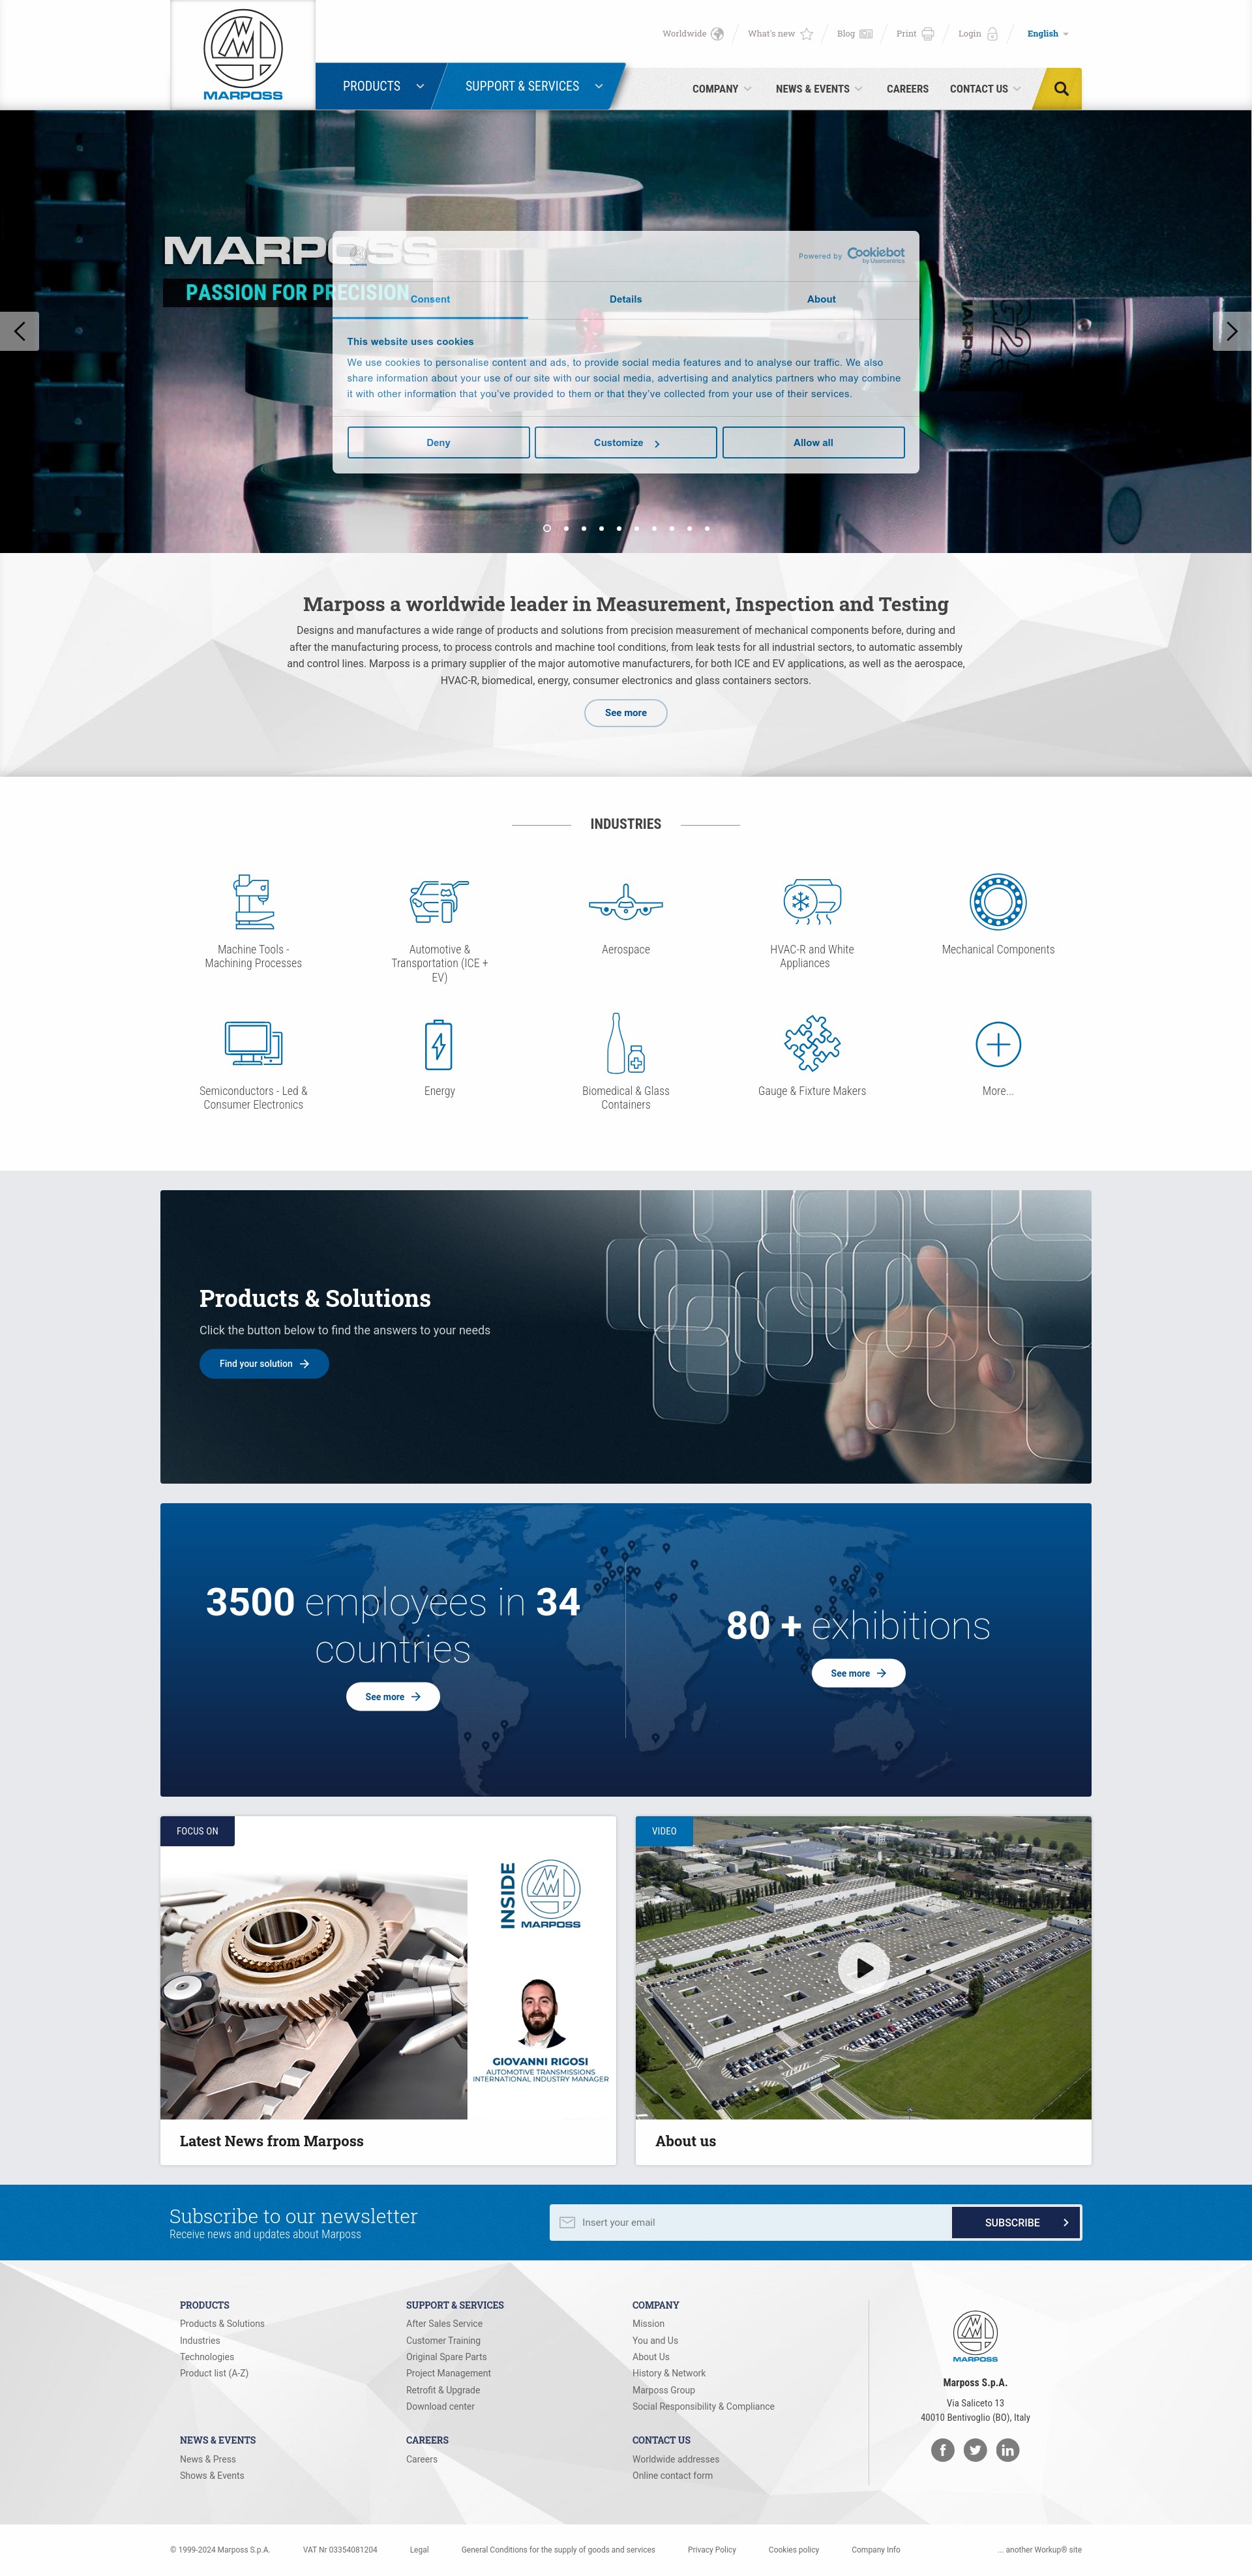 MARPOSS
Worldwide
What's new
Blog
Print
Login
English
PRODUCTS
SUPPORT & SERVICES
COMPANY
NEWS & EVENTS
CAREERS
CONTACT US
MARPOSS
PASSION FOR PRECISION
Powered by Cookiebot
by Usercentrics
Consent
Details
About
This website uses cookies
We use cookies to personalise content and ads, to provide social media features and to analyse our traffic. We also
share information about your use of our site with our social media, advertising and analytics partners who may combine
it with other information that you've provided to them or that they've collected from your use of their services.
Deny
Customize
Allow all
Marposs a worldwide leader in Measurement, Inspection and Testing
Designs and manufactures a wide range of products and solutions from precision measurement of mechanical components before, during and
after the manufacturing process, to process controls and machine tool conditions, from leak tests for all industrial sectors, to automatic assembly
and control lines. Marposs is a primary supplier of the major automotive manufacturers, for both ICE and EV applications, as well as the aerospace,
HVAC-R, biomedical, energy, consumer electronics and glass containers sectors.
See more
INDUSTRIES
Machine Tools -
Machining Processes
Automotive &
Transportation (ICE +
EV)
Aerospace
HVAC-R and White
Appliances
Mechanical Components
Semiconductors - Led &
Consumer Electronics
Energy
Biomedical & Glass
Containers
Gauge & Fixture Makers
More...
Products & Solutions
Click the button below to find the answers to your needs
Find your solution
3500 employees in 34
countries
See more
80 + exhibitions
See more
FOCUS ON
INSIDE
MARPOSS
GIOVANNI RIGOSI
AUTOMOTIVE TRANSMISSIONS
INTERNATIONAL INDUSTRY MANAGER
Latest News from Marposs
VIDEO
About us
Subscribe to our newsletter
Receive news and updates about Marposs
Insert your email
SUBSCRIBE
PRODUCTS
Products & Solutions
Industries
Technologies
Product list (A-Z)
SUPPORT & SERVICES
After Sales Service
Customer Training
Original Spare Parts
Project Management
Retrofit & Upgrade
Download center
COMPANY
Mission
You and Us
About Us
History & Network
Marposs Group
Social Responsibility & Compliance
NEWS & EVENTS
News & Press
Shows & Events
CAREERS
Careers
CONTACT US
Worldwide addresses
Online contact form
MARPOSS
Marposs S.p.A.
Via Saliceto 13
40010 Bentivoglio (BO), Italy
© 1999-2024 Marposs S.p.A.
VAT Nr 03354081204
Legal
General Conditions for the supply of goods and services
Privacy Policy
Cookies policy
Company Info
... another Workup® site